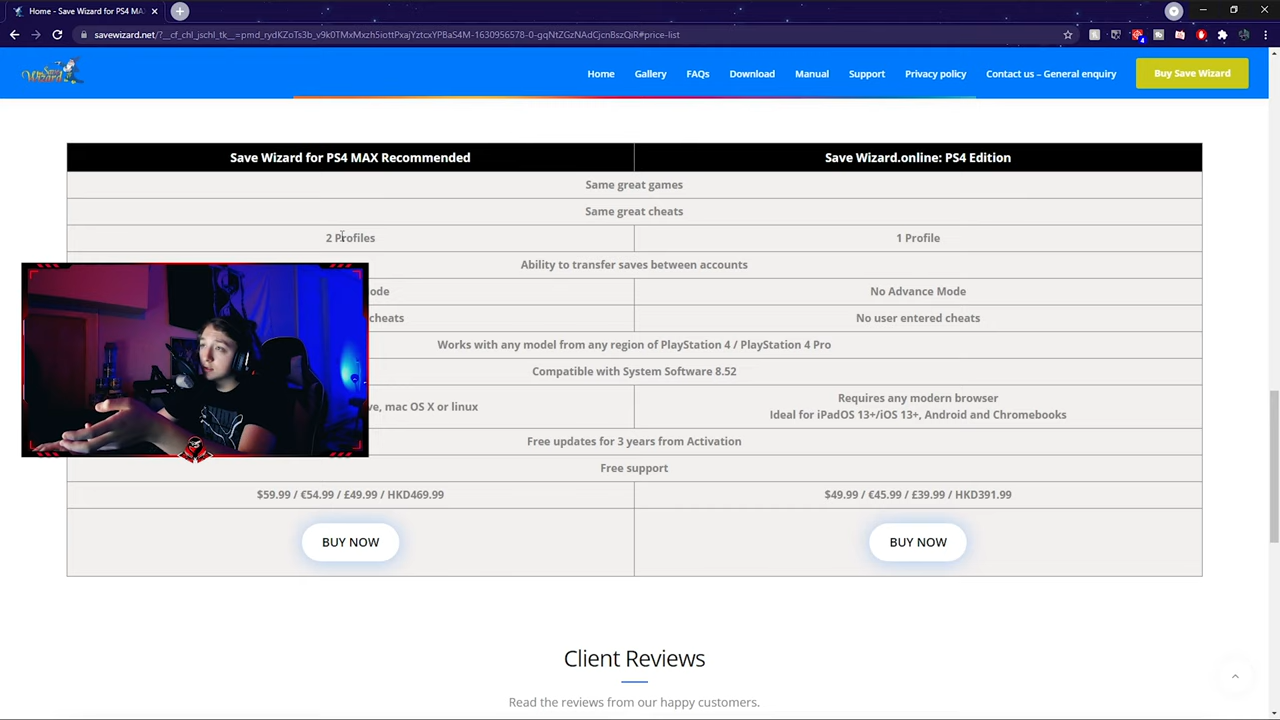 Home - Save Wizard for PS4 MA
savewizard.net/?__cf_chl_jschl_tk__=pmd_rydKZoTs3b_v9k0TMxMxzh5iottPxajYztcxYPBaS4M-1630956578-0-gqNtZGzNAdCjcnBszQiR#price-list
Home
Gallery
FAQs
Download
Manual
Support
Privacy policy
Contact us – General enquiry
Buy Save Wizard
Save Wizard for PS4 MAX Recommended
Save Wizard.online: PS4 Edition
Same great games
Same great cheats
2 Profiles
1 Profile
Ability to transfer saves between accounts
ode
No Advance Mode
cheats
No user entered cheats
Works with any model from any region of PlayStation 4 / PlayStation 4 Pro
Compatible with System Software 8.52
ve, mac OS X or linux
Requires any modern browser
Ideal for iPadOS 13+/iOS 13+, Android and Chromebooks
Free updates for 3 years from Activation
Free support
$59.99 / €54.99 / £49.99 / HKD469.99
$49.99 / €45.99 / £39.99 / HKD391.99
BUY NOW
BUY NOW
Client Reviews
Read the reviews from our happy customers.